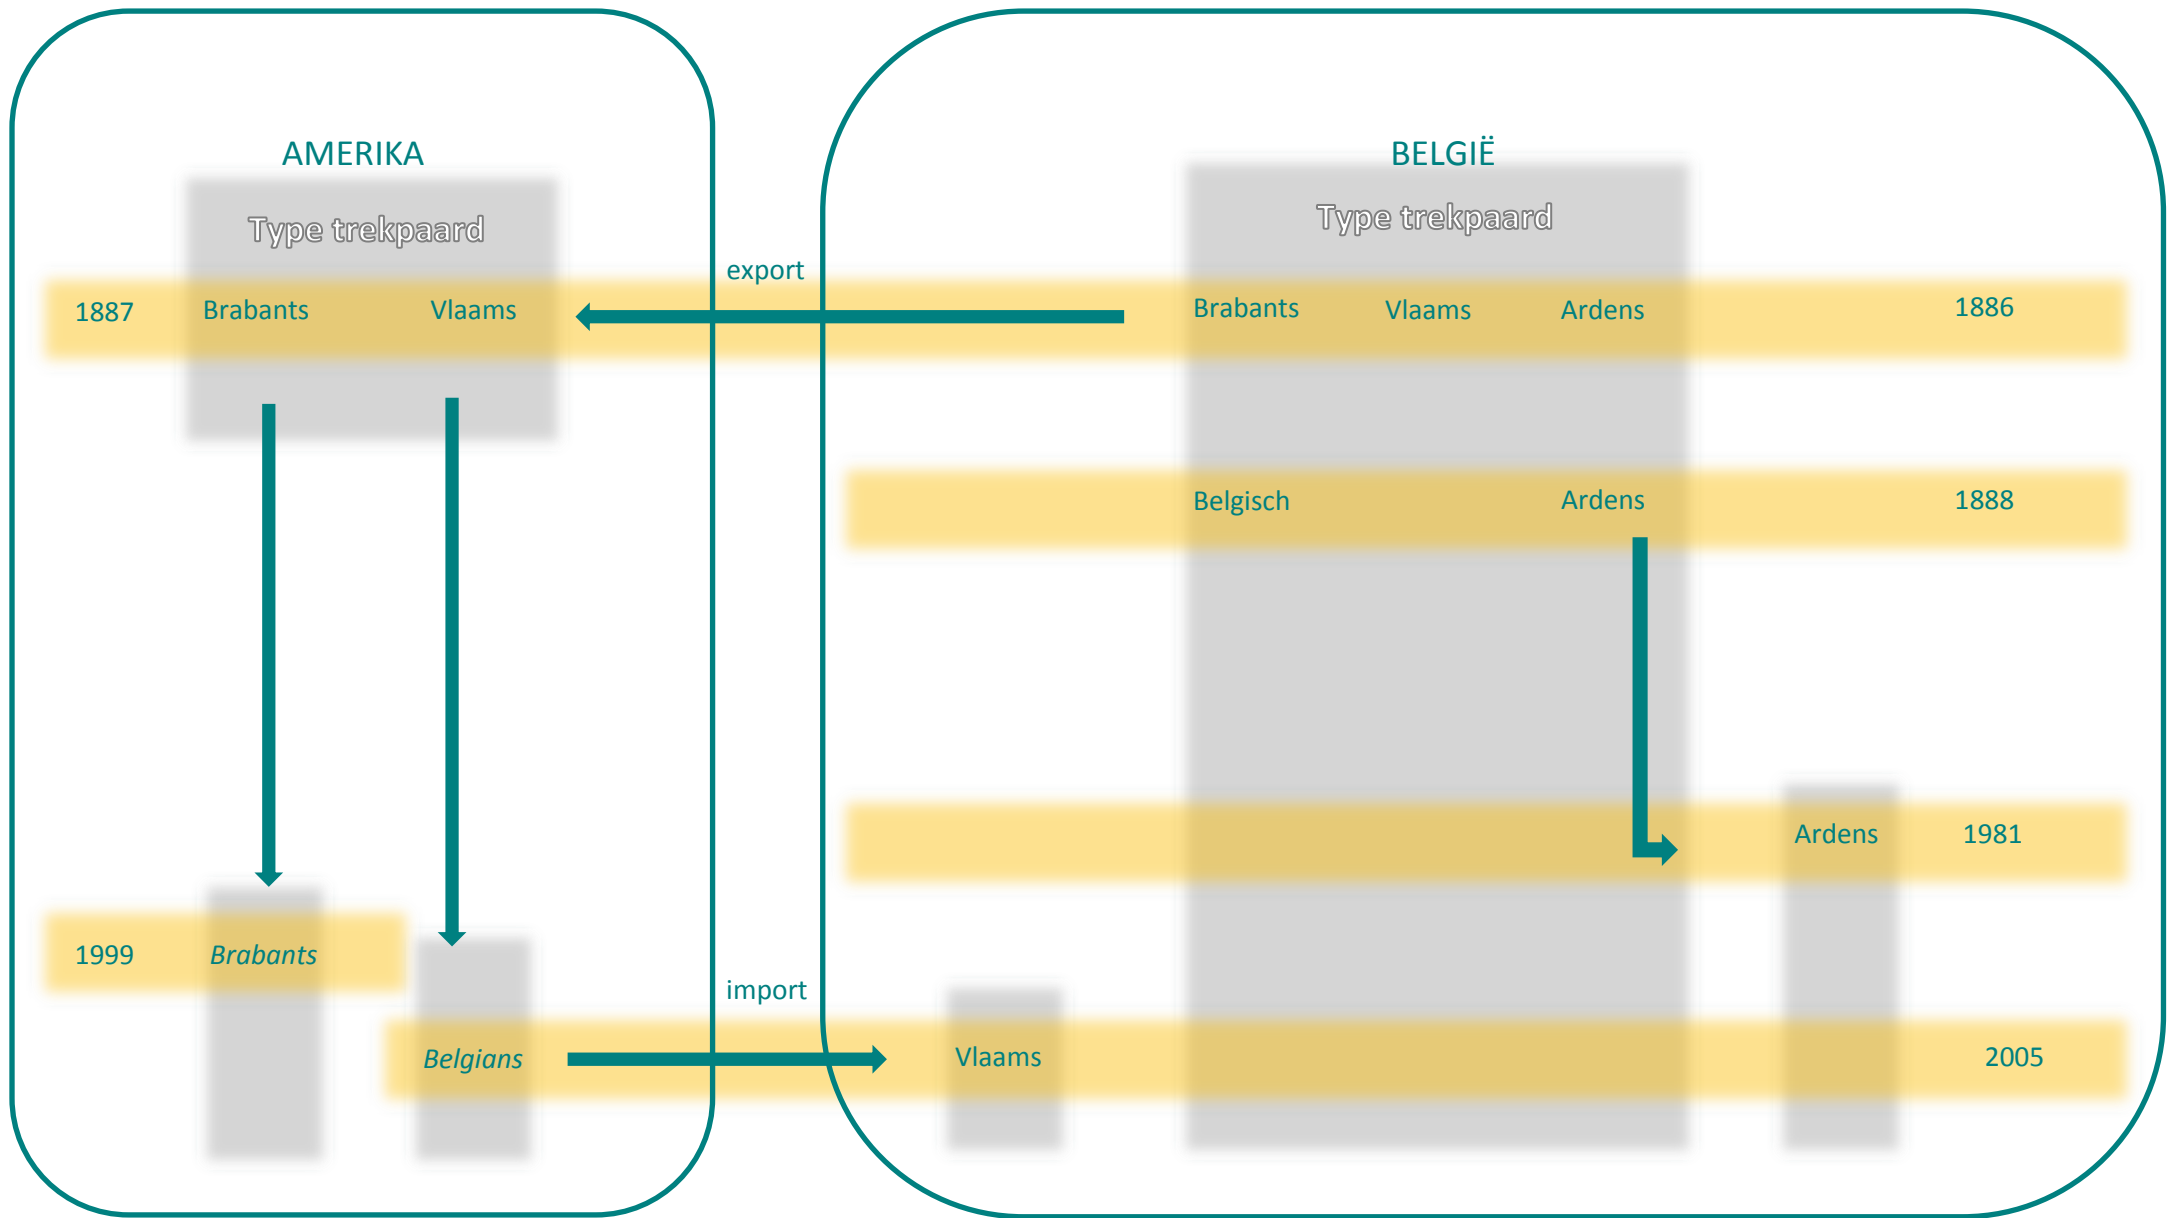 AMERIKA
BELGIË
Type trekpaard
Type trekpaard
export
1887 Brabants Vlaams
Brabants Vlaams Ardens 1886
Belgisch Ardens 1888
Ardens 1981
1999 Brabants
import
Belgians
Vlaams 2005